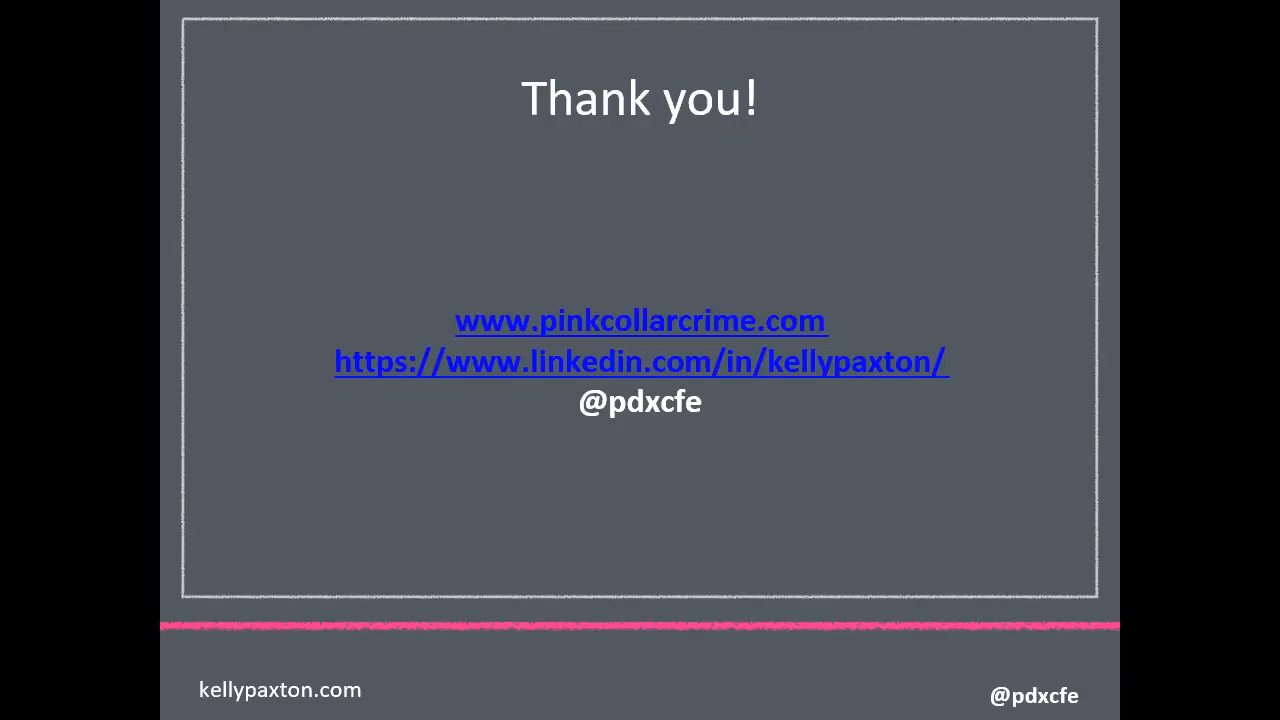 Thank you!
www.pinkcollarcrime.com
https://www.linkedin.com/in/kellypaxton/
@pdxcfe
kellypaxton.com
@pdxcfe